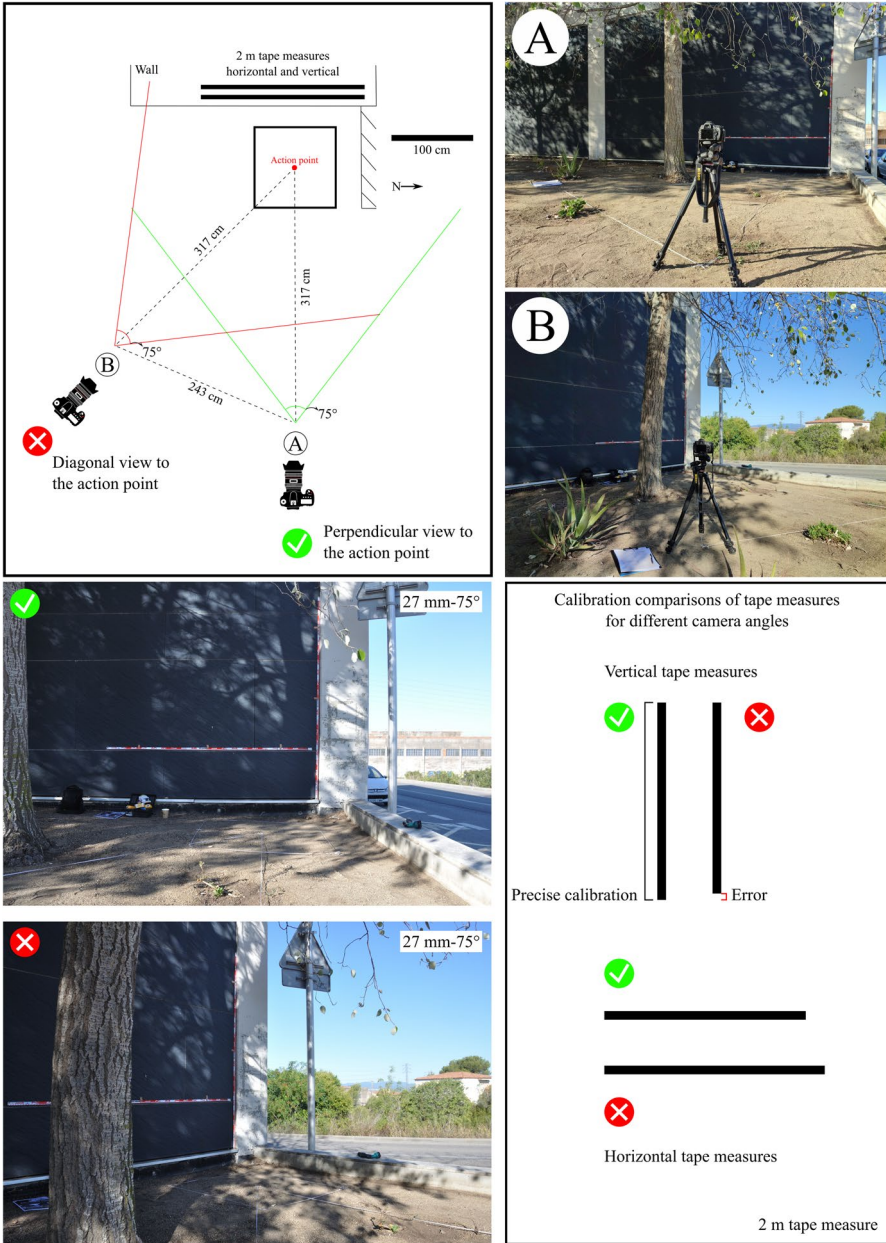 Wall
2 m tape measures
horizontal and vertical
Action point
100 cm
N
317 cm
317 cm
75°
B
243 cm
75°
A
Diagonal view to
the action point
Perpendicular view to
the action point
A
B
27 mm-75°
27 mm-75°
Calibration comparisons of tape measures
for different camera angles
Vertical tape measures
Precise calibration
Error
Horizontal tape measures
2 m tape measure